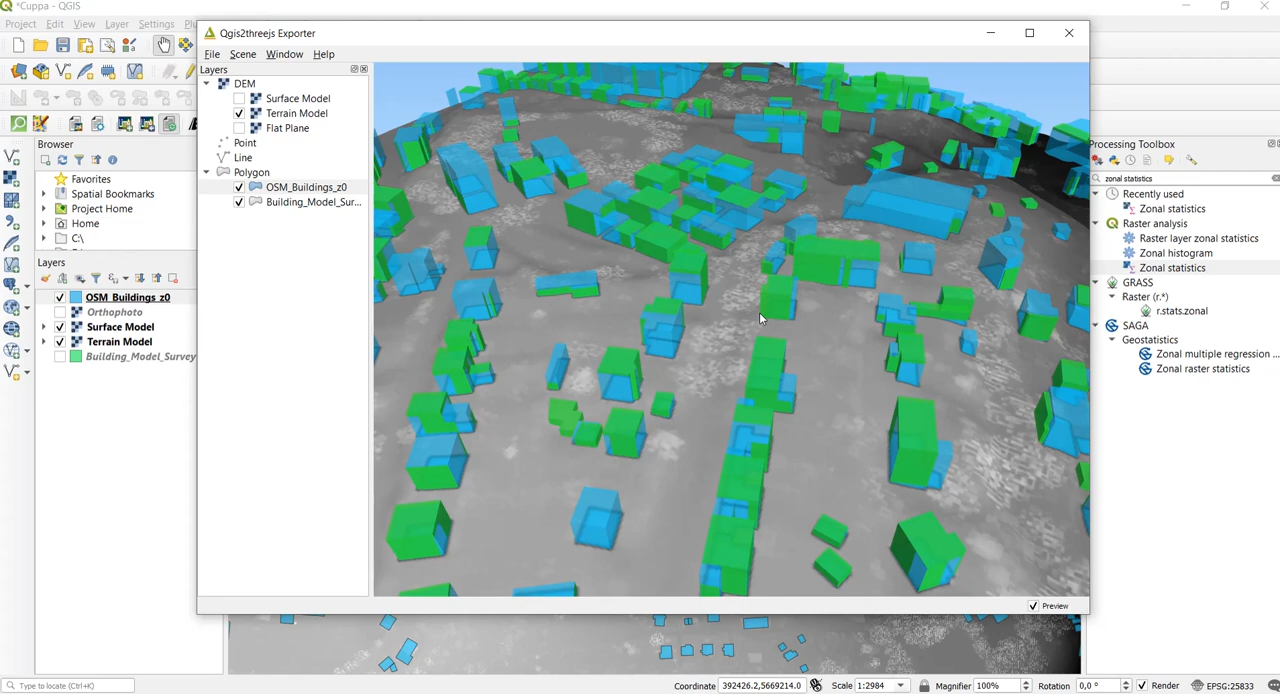 *Cuppa - QGIS
Project Edit View Layer Settings
Qgis2threejs Exporter
File Scene Window Help
Layers
DEM
Surface Model
Terrain Model
Flat Plane
Point
Line
Polygon
OSM_Buildings_z0
Building_Model_Sur...
Browser
Favorites
Spatial Bookmarks
Project Home
Home
C:\
Layers
OSM_Buildings_z0
Orthophoto
Surface Model
Terrain Model
Building_Model_Survey
Preview
Processing Toolbox
zonal statistics
Recently used
Zonal statistics
Raster analysis
Raster layer zonal statistics
Zonal histogram
Zonal statistics
GRASS
Raster (r.*)
r.stats.zonal
SAGA
Geostatistics
Zonal multiple regression ...
Zonal raster statistics
Type to locate (Ctrl+K)
Coordinate 392426.2,5669214.0 Scale 1:2984 Magnifier 100% Rotation 0,0 ° Render EPSG:25833